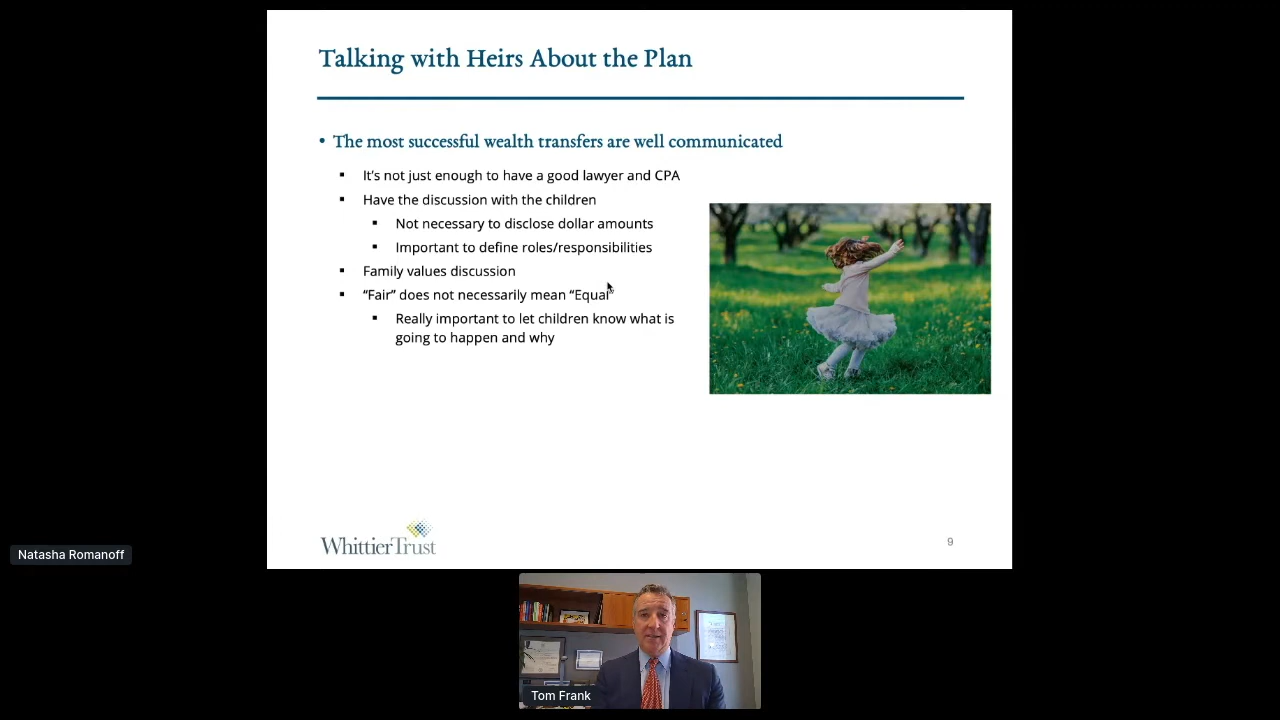 Talking with Heirs About the Plan
• The most successful wealth transfers are well communicated
▪ It's not just enough to have a good lawyer and CPA
▪ Have the discussion with the children
▪ Not necessary to disclose dollar amounts
▪ Important to define roles/responsibilities
▪ Family values discussion
▪ “Fair” does not necessarily mean “Equal”
▪ Really important to let children know what is
going to happen and why
WhittierTrust
9
Natasha Romanoff
Tom Frank